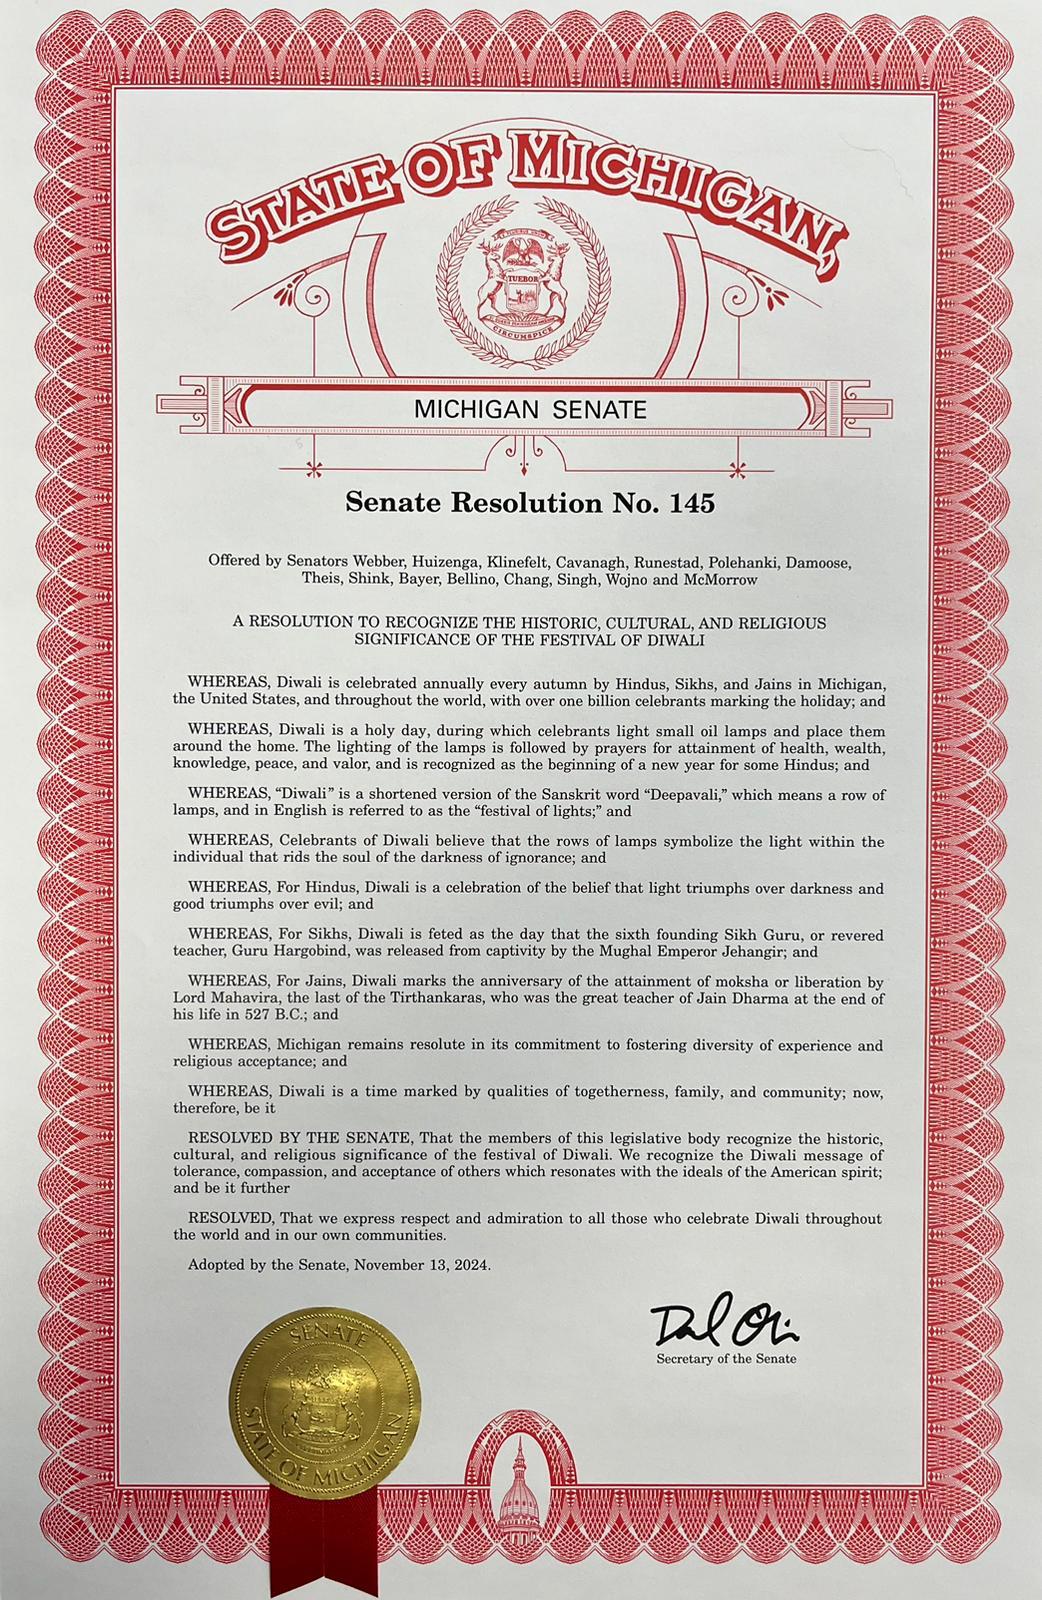 STATE OF MICHIGAN,
TUEBOR
CIRCUMSPICE
MICHIGAN SENATE
Senate Resolution No. 145
Offered by Senators Webber, Huizenga, Klinefelt, Cavanagh, Runestad, Polehanki, Damoose,
Theis, Shink, Bayer, Bellino, Chang, Singh, Wojno and McMorrow
A RESOLUTION TO RECOGNIZE THE HISTORIC, CULTURAL, AND RELIGIOUS
SIGNIFICANCE OF THE FESTIVAL OF DIWALI
WHEREAS, Diwali is celebrated annually every autumn by Hindus, Sikhs, and Jains in Michigan,
the United States, and throughout the world, with over one billion celebrants marking the holiday; and
WHEREAS, Diwali is a holy day, during which celebrants light small oil lamps and place them
around the home. The lighting of the lamps is followed by prayers for attainment of health, wealth,
knowledge, peace, and valor, and is recognized as the beginning of a new year for some Hindus; and
WHEREAS, “Diwali” is a shortened version of the Sanskrit word “Deepavali,” which means a row of
lamps, and in English is referred to as the “festival of lights;” and
WHEREAS, Celebrants of Diwali believe that the rows of lamps symbolize the light within the
individual that rids the soul of the darkness of ignorance; and
WHEREAS, For Hindus, Diwali is a celebration of the belief that light triumphs over darkness and
good triumphs over evil; and
WHEREAS, For Sikhs, Diwali is feted as the day that the sixth founding Sikh Guru, or revered
teacher, Guru Hargobind, was released from captivity by the Mughal Emperor Jehangir; and
WHEREAS, For Jains, Diwali marks the anniversary of the attainment of moksha or liberation by
Lord Mahavira, the last of the Tirthankaras, who was the great teacher of Jain Dharma at the end of
his life in 527 B.C.; and
WHEREAS, Michigan remains resolute in its commitment to fostering diversity of experience and
religious acceptance; and
WHEREAS, Diwali is a time marked by qualities of togetherness, family, and community; now,
therefore, be it
RESOLVED BY THE SENATE, That the members of this legislative body recognize the historic,
cultural, and religious significance of the festival of Diwali. We recognize the Diwali message of
tolerance, compassion, and acceptance of others which resonates with the ideals of the American spirit;
and be it further
RESOLVED, That we express respect and admiration to all those who celebrate Diwali throughout
the world and in our own communities.
Adopted by the Senate, November 13, 2024.
Secretary of the Senate
SENATE
STATE OF MICHIGAN